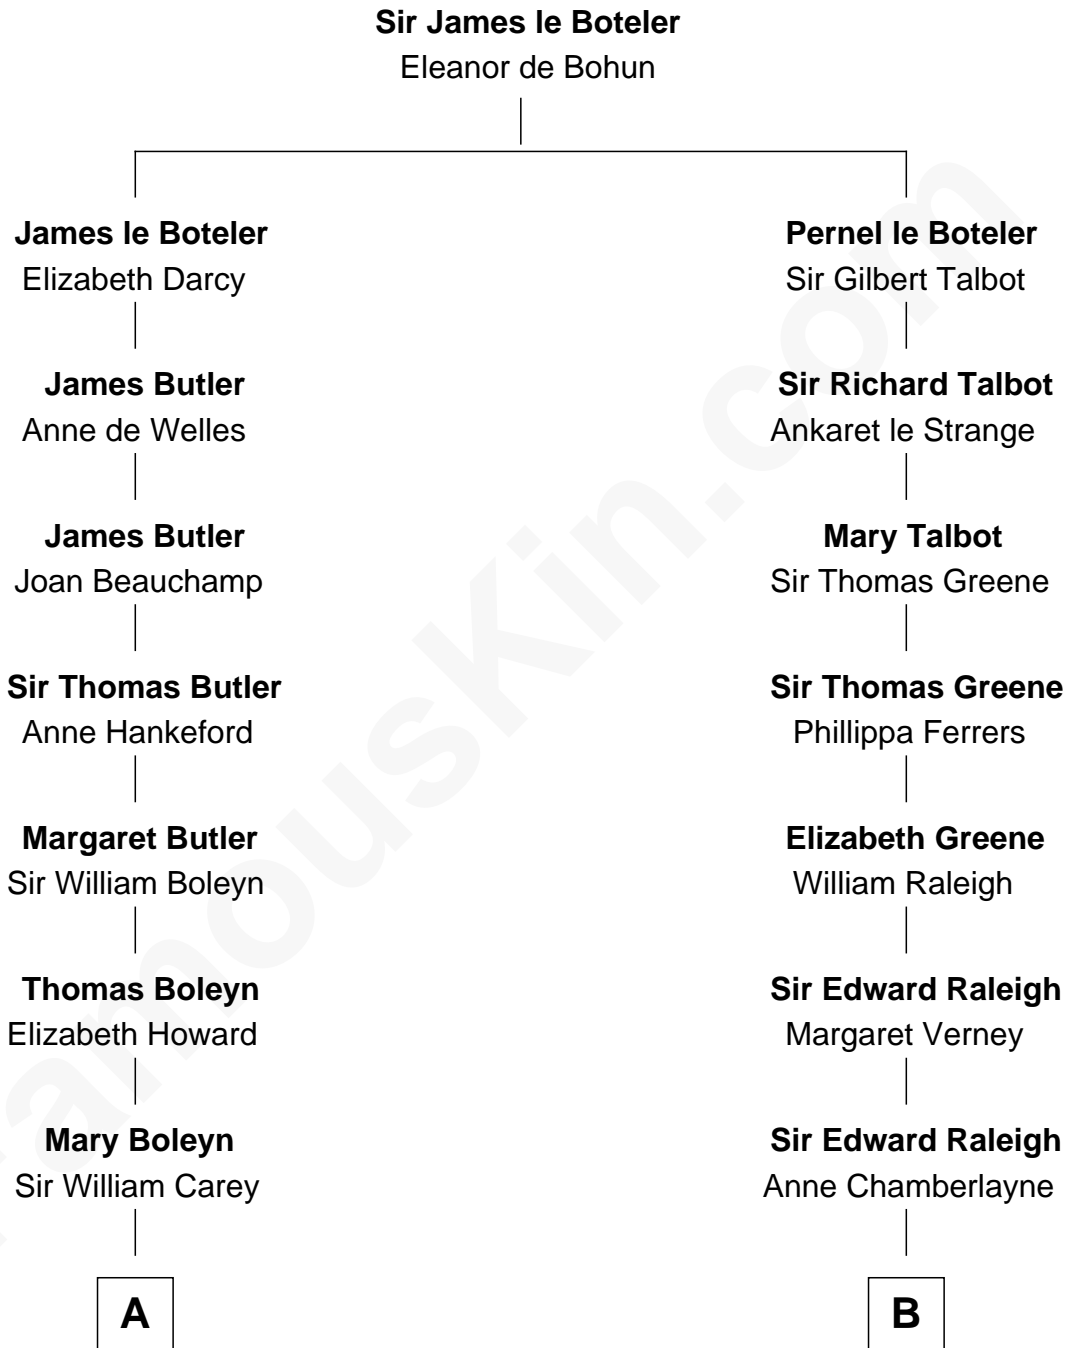 Sir James le Boteler
Eleanor de Bohun
James le Boteler
Elizabeth Darcy
James Butler
Anne de Welles
James Butler
Joan Beauchamp
Sir Thomas Butler
Anne Hankeford
Margaret Butler
Sir William Boleyn
Thomas Boleyn
Elizabeth Howard
Mary Boleyn
Sir William Carey
A
Pernel le Boteler
Sir Gilbert Talbot
Sir Richard Talbot
Ankaret le Strange
Mary Talbot
Sir Thomas Greene
Sir Thomas Greene
Phillippa Ferrers
Elizabeth Greene
William Raleigh
Sir Edward Raleigh
Margaret Verney
Sir Edward Raleigh
Anne Chamberlayne
B
FamousKin.com